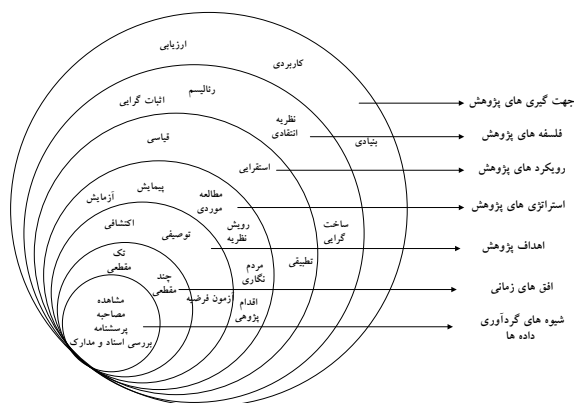 ارزیابی
کاربردی
جهت گیری های پژوهش
رئالیسم
اثبات گرایی
نظریه
انتقادی
بنیادی
فلسفه های پژوهش
قیاسی
استقرایی
رویکرد های پژوهش
پیمایش
آزمایش
مطالعه
موردی
استراتژی های پژوهش
اکتشافی
توصیفی
رویش
نظریه
ساخت
گرایی
اهداف پژوهش
تک
مقطعی
مردم
نگاری
تطبیقی
چند
مقطعی
ازمون فرضیه
اقدام
پژوهی
افق های زمانی
مشاهده
مصاحبه
پرسشنامه
بررسی اسناد و مدارک
شیوه های گردآوری
داده ها